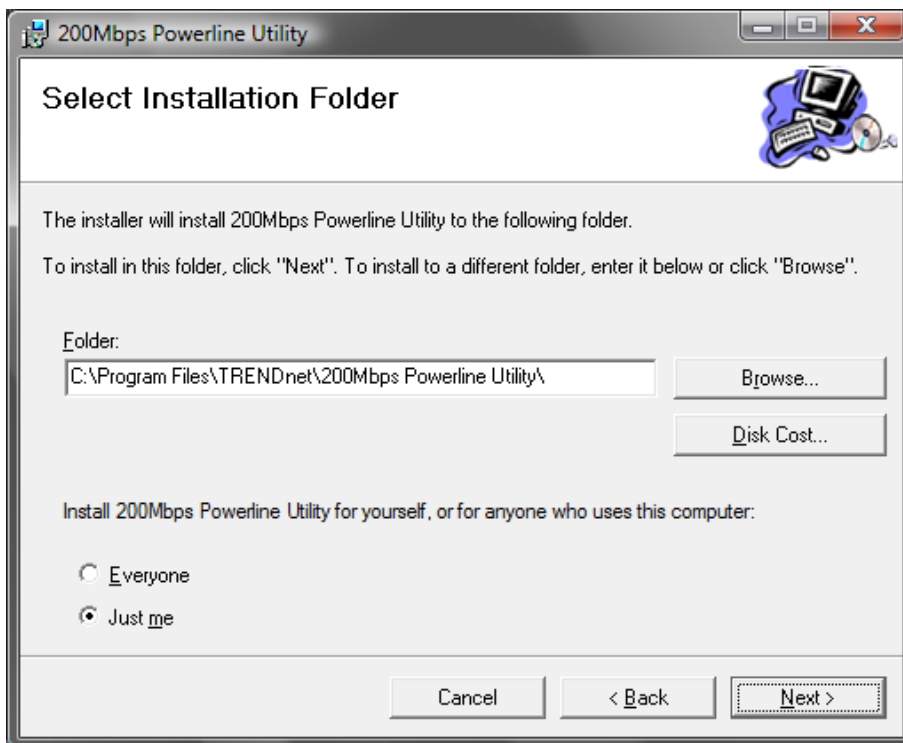 200Mbps Powerline Utility
Select Installation Folder
The installer will install 200Mbps Powerline Utility to the following folder.
To install in this folder, click "Next". To install to a different folder, enter it below or click "Browse".
Folder:
C:\Program Files\TRENDnet\200Mbps Powerline Utility\
Browse...
Disk Cost...
Install 200Mbps Powerline Utility for yourself, or for anyone who uses this computer:
Everyone
Just me
Cancel
< Back
Next >